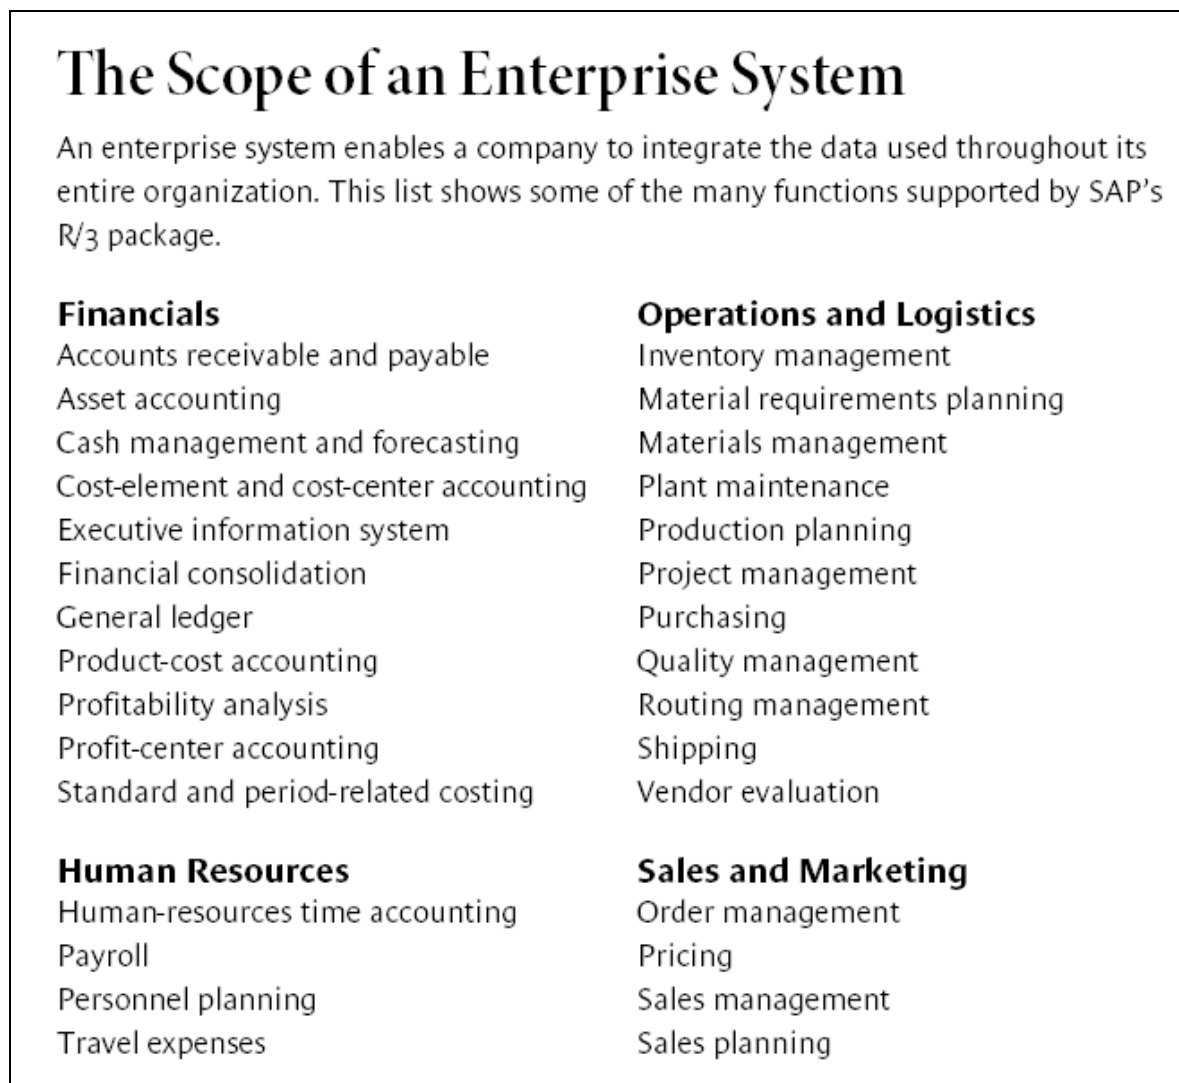 The Scope of an Enterprise System
An enterprise system enables a company to integrate the data used throughout its
entire organization. This list shows some of the many functions supported by SAP's
R/3 package.
Financials
Accounts receivable and payable
Asset accounting
Cash management and forecasting
Cost-element and cost-center accounting
Executive information system
Financial consolidation
General ledger
Product-cost accounting
Profitability analysis
Profit-center accounting
Standard and period-related costing
Operations and Logistics
Inventory management
Material requirements planning
Materials management
Plant maintenance
Production planning
Project management
Purchasing
Quality management
Routing management
Shipping
Vendor evaluation
Human Resources
Human-resources time accounting
Payroll
Personnel planning
Travel expenses
Sales and Marketing
Order management
Pricing
Sales management
Sales planning